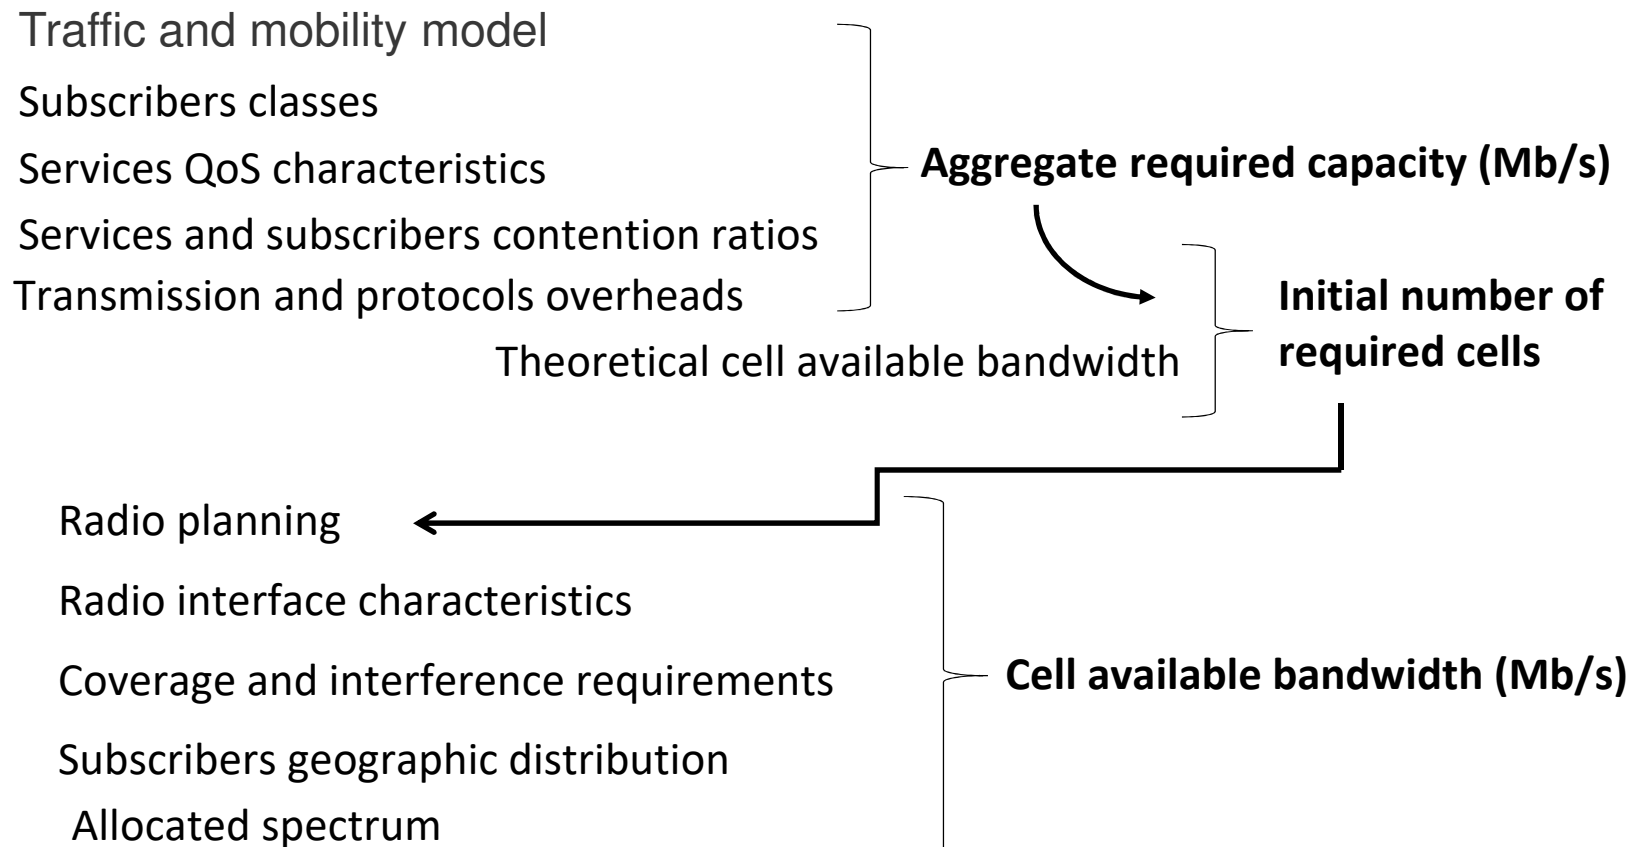 Traffic and mobility model
Subscribers classes
Services QoS characteristics
Aggregate required capacity (Mb/s)
Services and subscribers contention ratios
Transmission and protocols overheads
Initial number of
required cells
Theoretical cell available bandwidth
Radio planning
Radio interface characteristics
Coverage and interference requirements
Cell available bandwidth (Mb/s)
Subscribers geographic distribution
Allocated spectrum